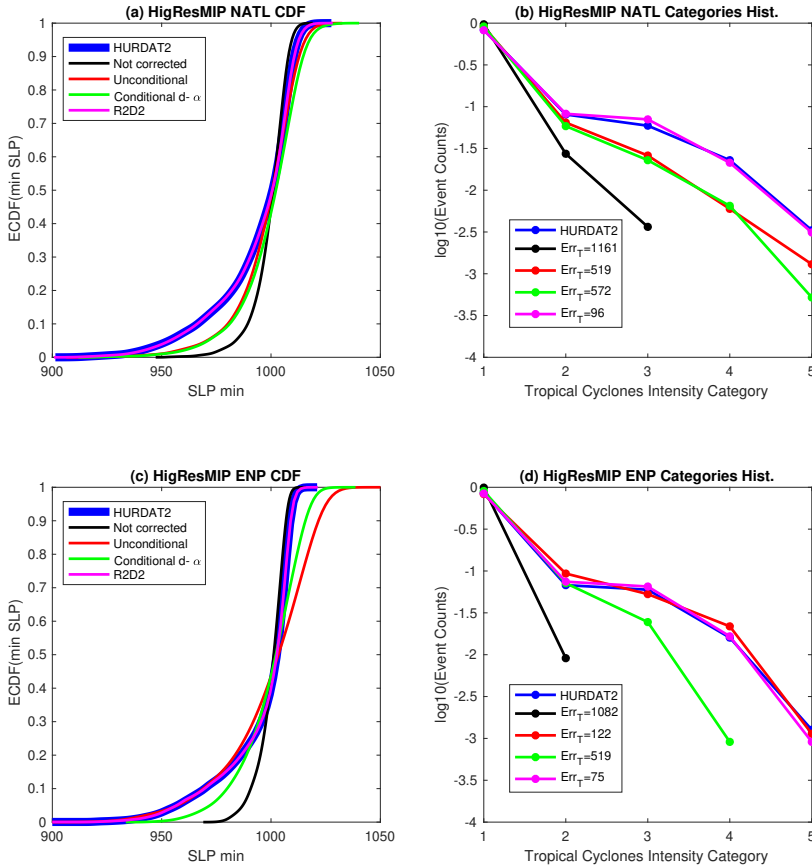 (a) HigResMIP NATL CDF
1
0.9
0.8
0.7
0.6
0.5
0.4
0.3
0.2
0.1
0
ECDF(min SLP)
HURDAT2
Not corrected
Unconditional
Conditional d- α
R2D2
900
950
1000
1050
SLP min
(b) HigResMIP NATL Categories Hist.
0
-0.5
-1
-1.5
-2
-2.5
-3
-3.5
-4
log10(Event Counts)
HURDAT2
Err_T=1161
Err_T=519
Err_T=572
Err_T=96
1
2
3
4
5
Tropical Cyclones Intensity Category
(c) HigResMIP ENP CDF
1
0.9
0.8
0.7
0.6
0.5
0.4
0.3
0.2
0.1
0
ECDF(min SLP)
HURDAT2
Not corrected
Unconditional
Conditional d- α
R2D2
900
950
1000
1050
SLP min
(d) HigResMIP ENP Categories Hist.
0
-0.5
-1
-1.5
-2
-2.5
-3
-3.5
-4
log10(Event Counts)
HURDAT2
Err_T=1082
Err_T=122
Err_T=519
Err_T=75
1
2
3
4
5
Tropical Cyclones Intensity Category